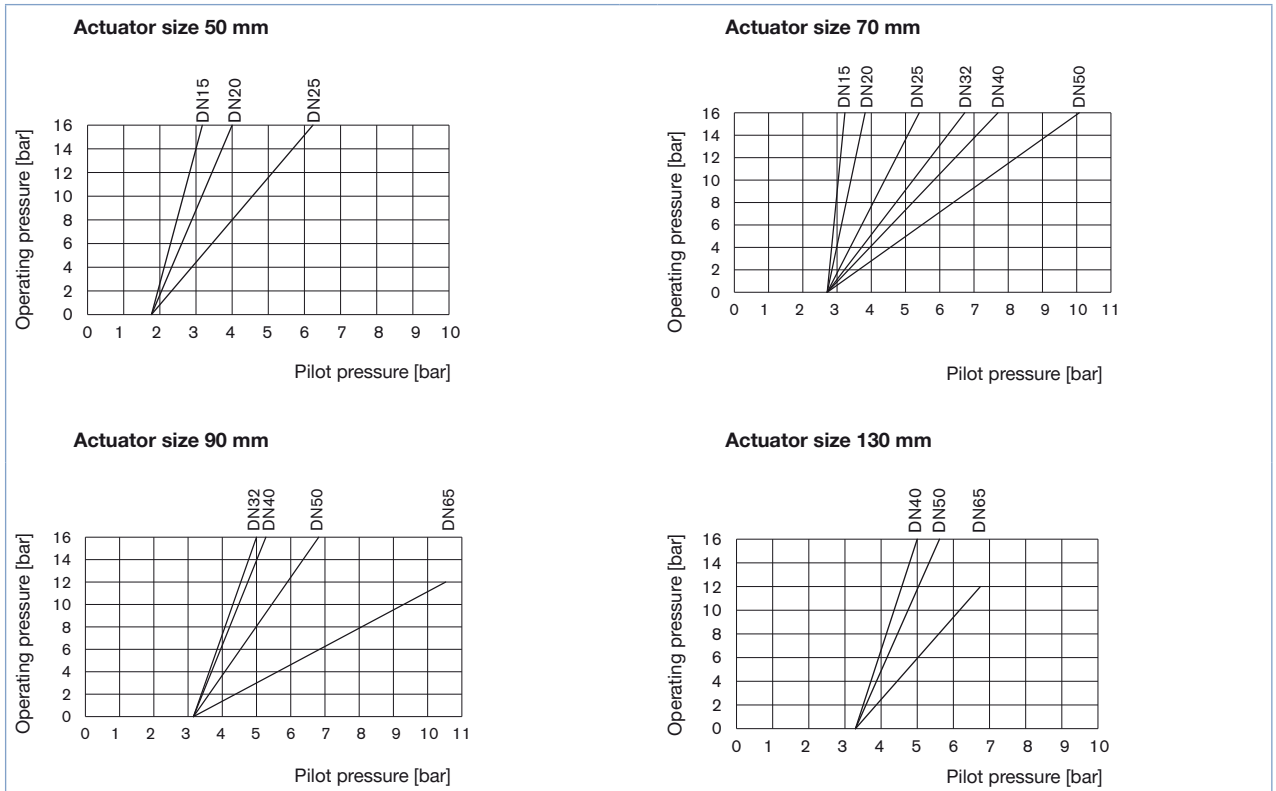 Actuator size 50 mm
DN15
DN20
DN25
Operating pressure [bar]
16
14
12
10
8
6
4
2
0
0 1 2 3 4 5 6 7 8 9 10
Pilot pressure [bar]
Actuator size 70 mm
DN15
DN20
DN25
DN32
DN40
DN50
Operating pressure [bar]
16
14
12
10
8
6
4
2
0
0 1 2 3 4 5 6 7 8 9 10 11
Pilot pressure [bar]
Actuator size 90 mm
DN32
DN40
DN50
DN65
Operating pressure [bar]
16
14
12
10
8
6
4
2
0
0 1 2 3 4 5 6 7 8 9 10 11
Pilot pressure [bar]
Actuator size 130 mm
DN40
DN50
DN65
Operating pressure [bar]
16
14
12
10
8
6
4
2
0
0 1 2 3 4 5 6 7 8 9 10
Pilot pressure [bar]